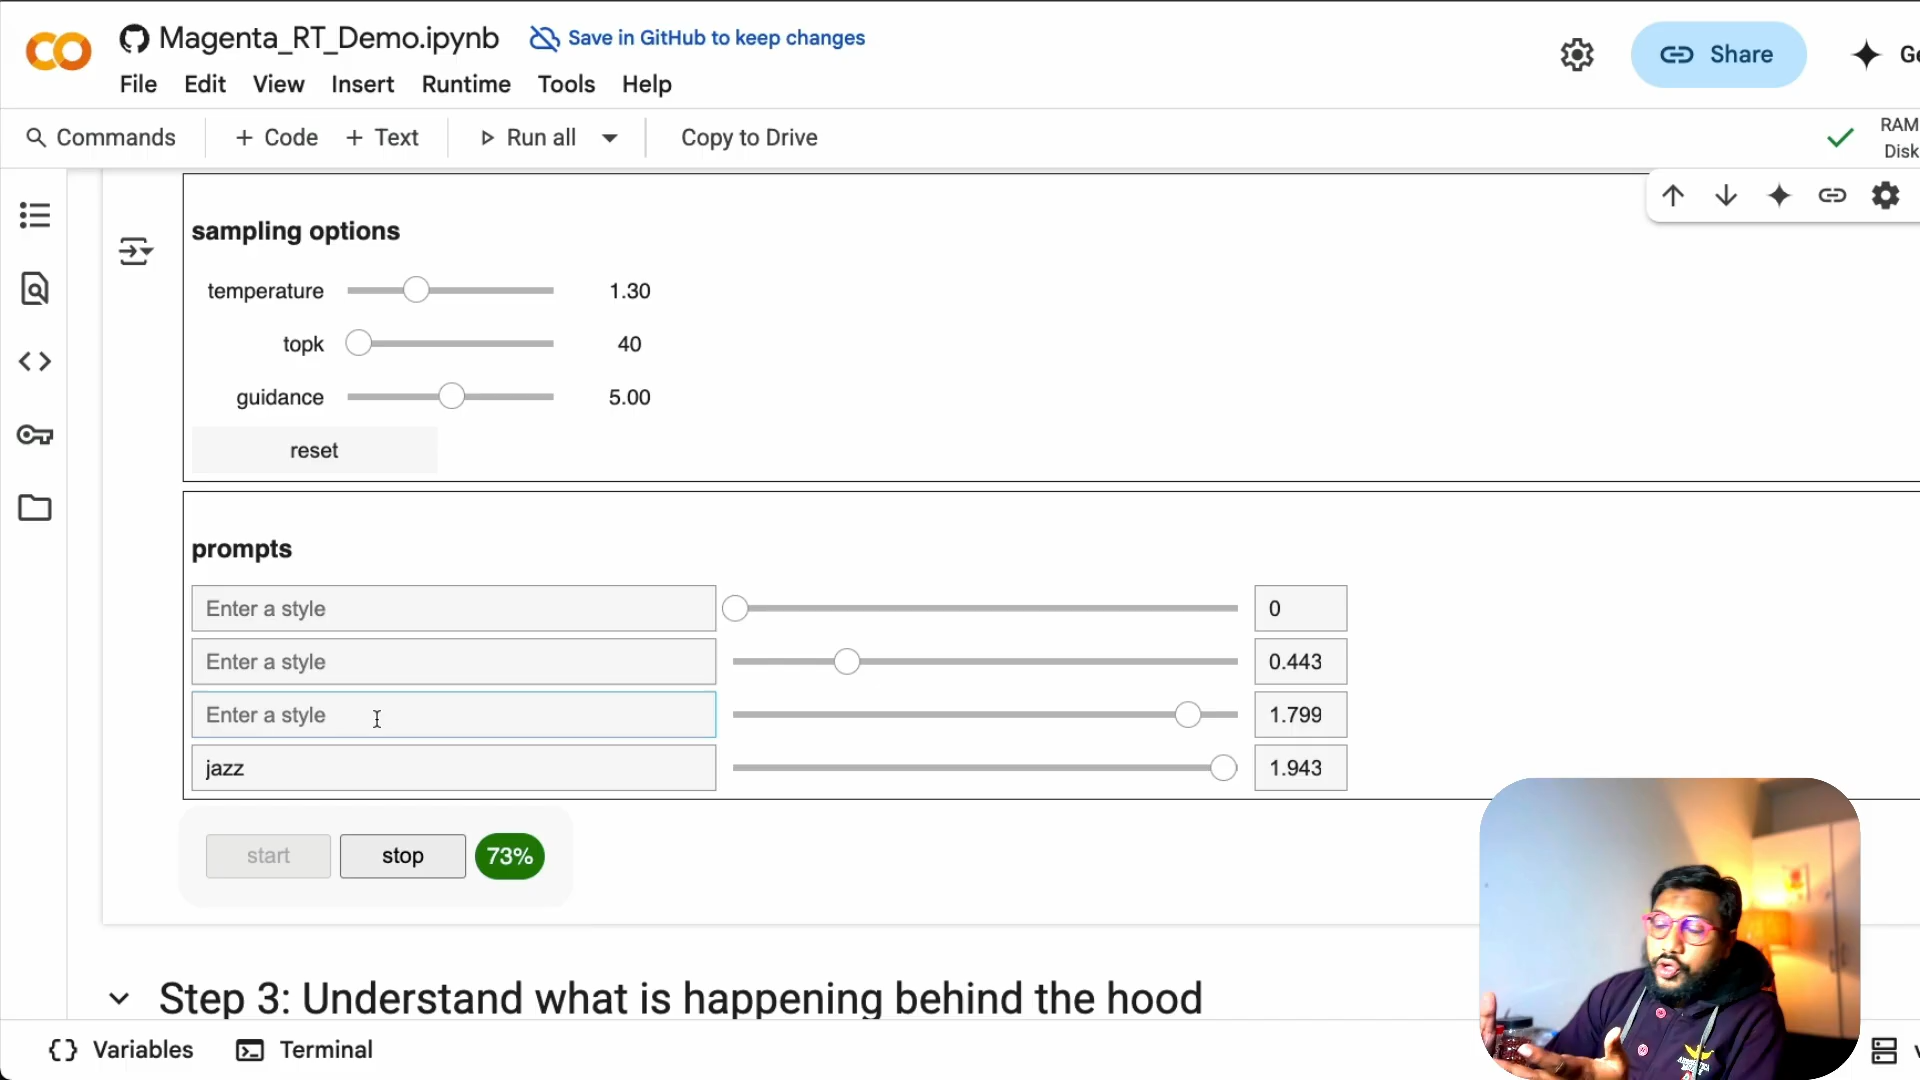 Magenta_RT_Demo.ipynb
Save in GitHub to keep changes
Share
File Edit View Insert Runtime Tools Help
Commands
+ Code + Text
Run all
Copy to Drive
RAM
Disk
sampling options
temperature 1.30
topk 40
guidance 5.00
reset
prompts
Enter a style 0
Enter a style 0.443
Enter a style 1.799
jazz 1.943
start stop 73%
Step 3: Understand what is happening behind the hood
Variables Terminal